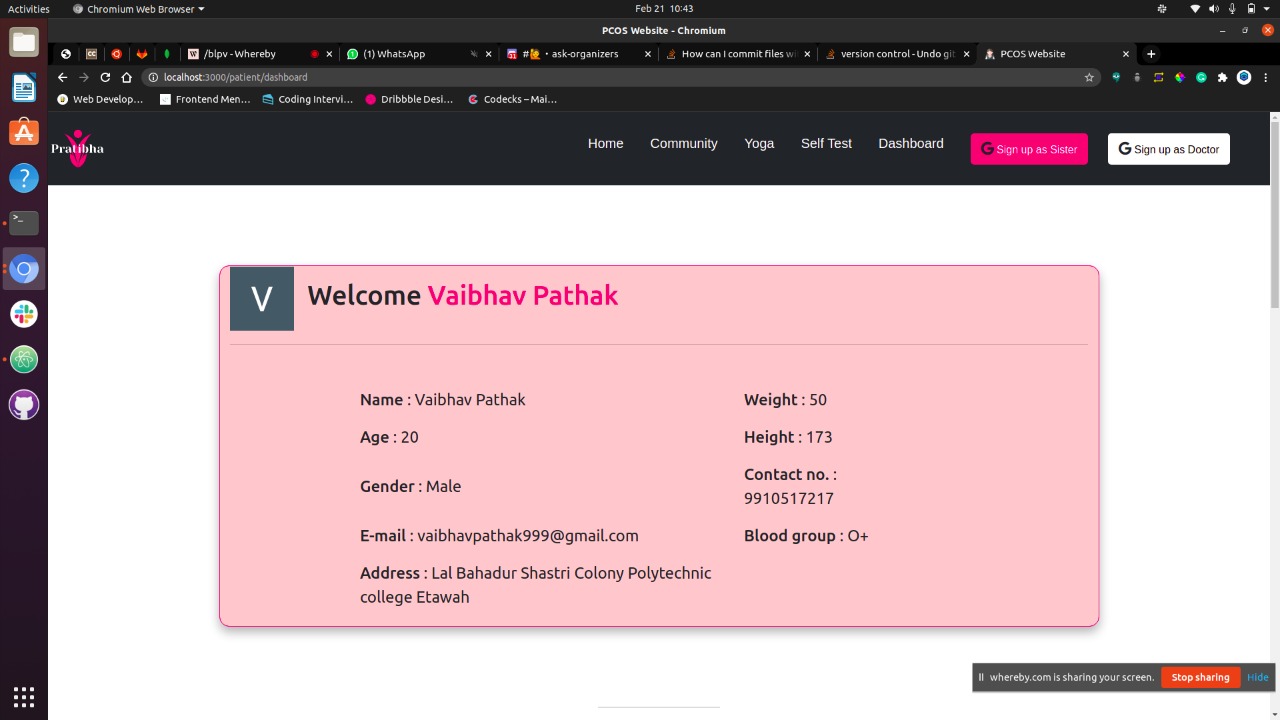 Activities Chromium Web Browser Feb 21 10:43
PCOS Website - Chromium
/blpv - Whereby (1) WhatsApp #🙋・ask-organizers How can I commit files wi version control - Undo git PCOS Website
localhost:3000/patient/dashboard
Web Develop... Frontend Men... Coding Intervi... Dribbble Desi... Codecks – Mai...
Pratibha Home Community Yoga Self Test Dashboard Sign up as Sister Sign up as Doctor
V Welcome Vaibhav Pathak
Name : Vaibhav Pathak Weight : 50
Age : 20 Height : 173
Gender : Male Contact no. :
9910517217
E-mail : vaibhavpathak999@gmail.com Blood group : O+
Address : Lal Bahadur Shastri Colony Polytechnic
college Etawah
whereby.com is sharing your screen. Stop sharing Hide